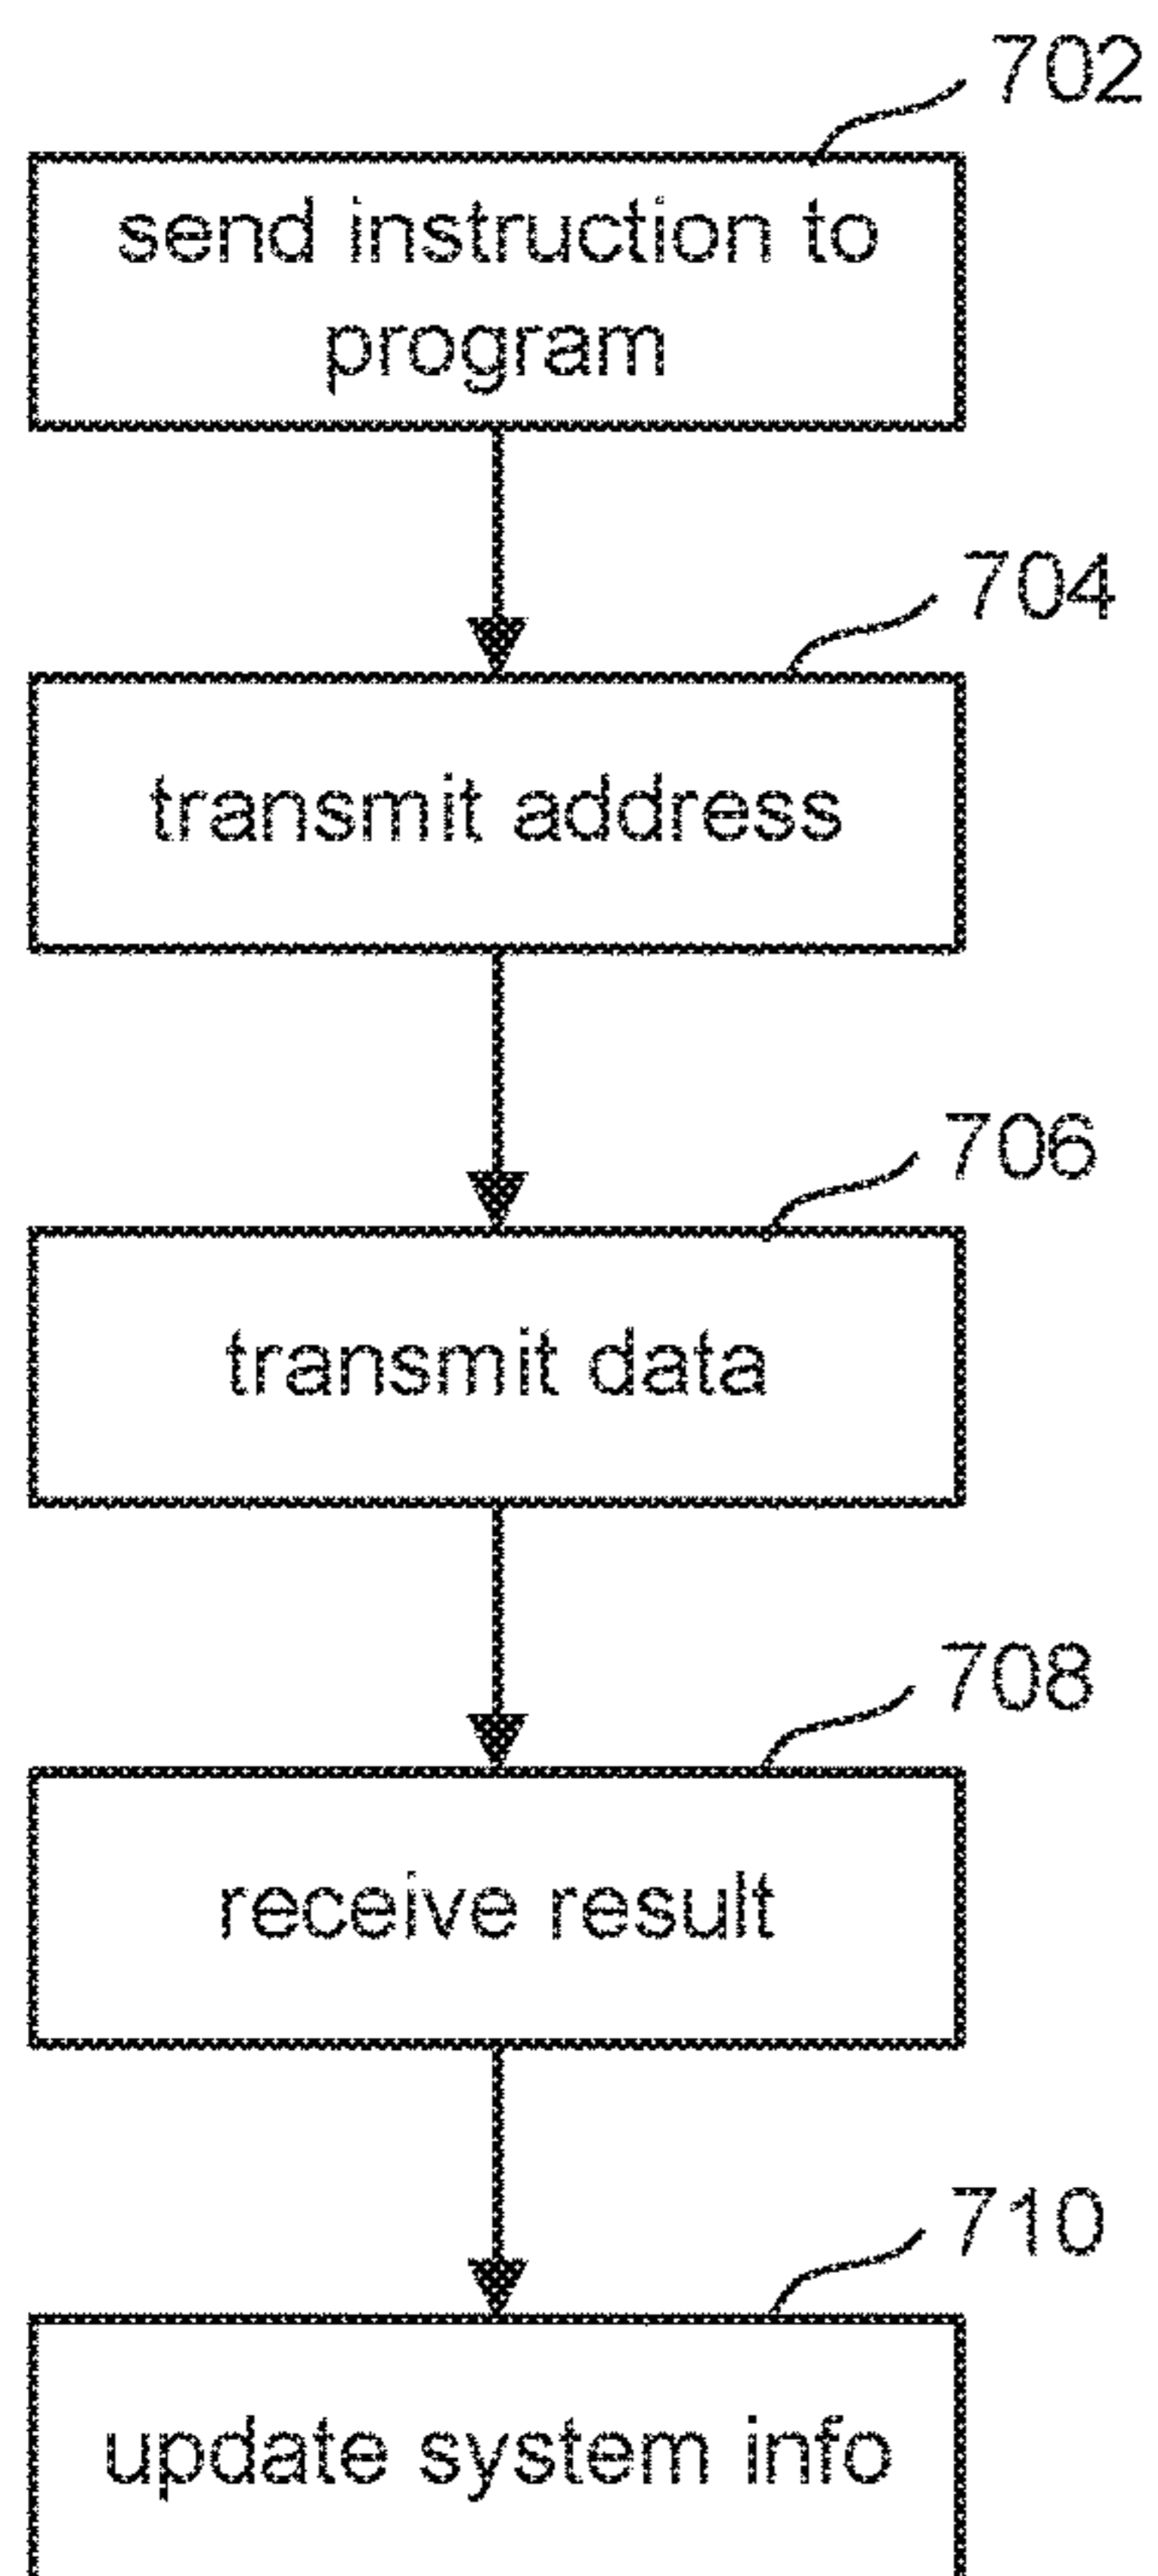 702
send instruction to
program
704
transmit address
706
transmit data
708
receive result
710
update system info